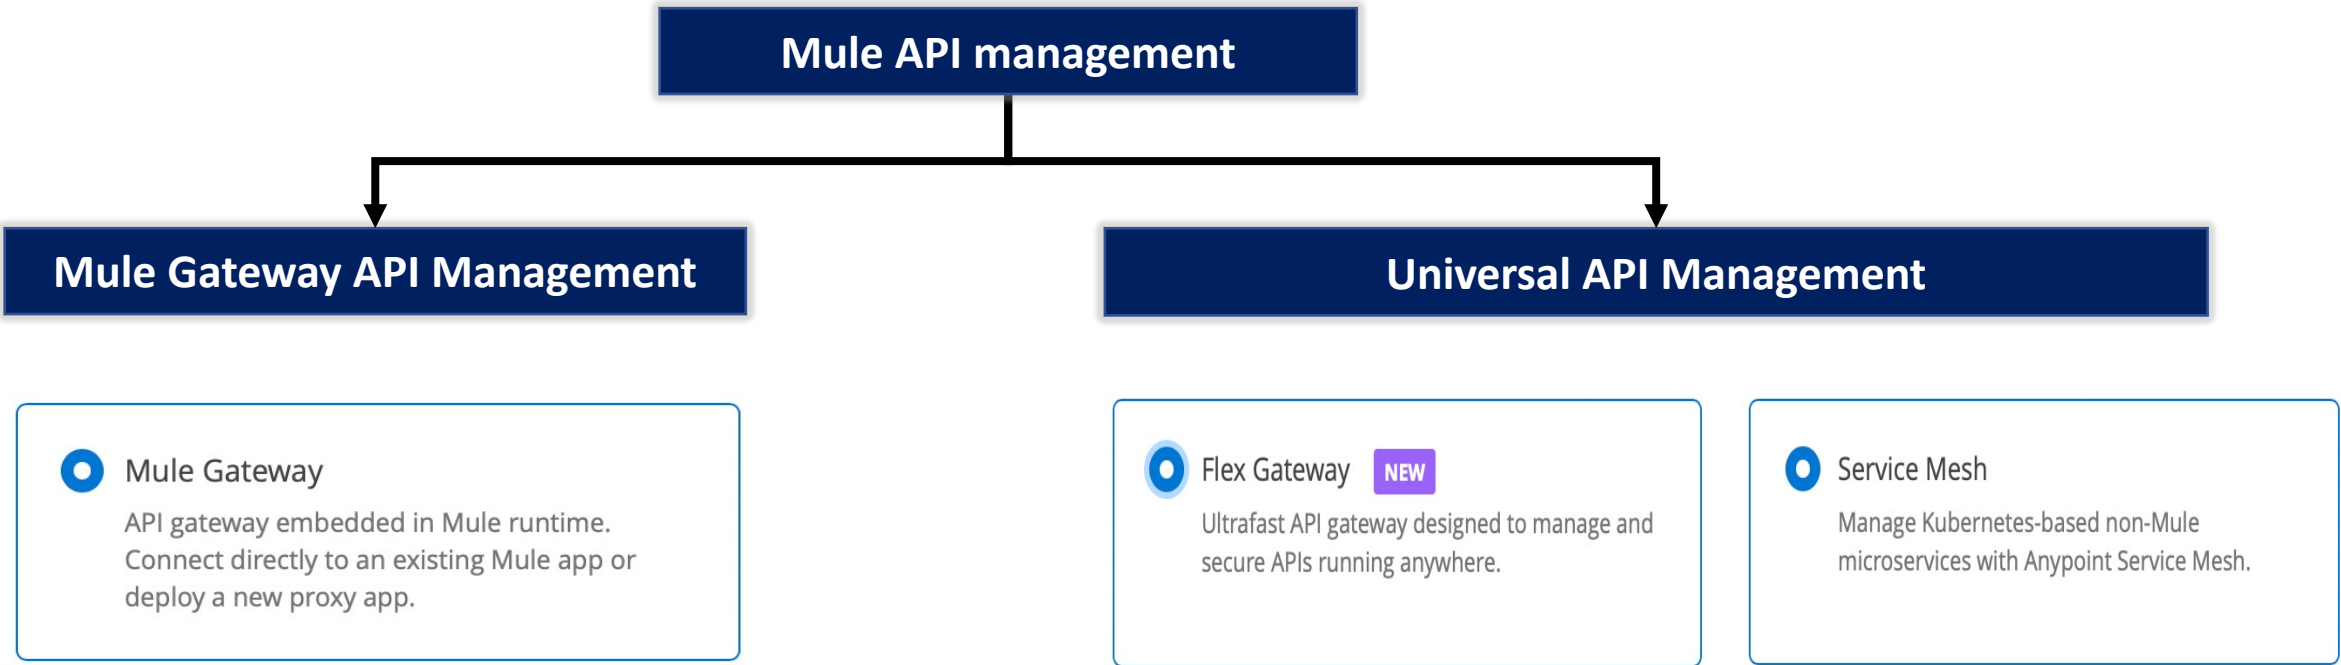 Mule API management
Mule Gateway API Management
Universal API Management
Mule Gateway
API gateway embedded in Mule runtime.
Connect directly to an existing Mule app or
deploy a new proxy app.
Flex Gateway NEW
Ultrafast API gateway designed to manage and
secure APIs running anywhere.
Service Mesh
Manage Kubernetes-based non-Mule
microservices with Anypoint Service Mesh.